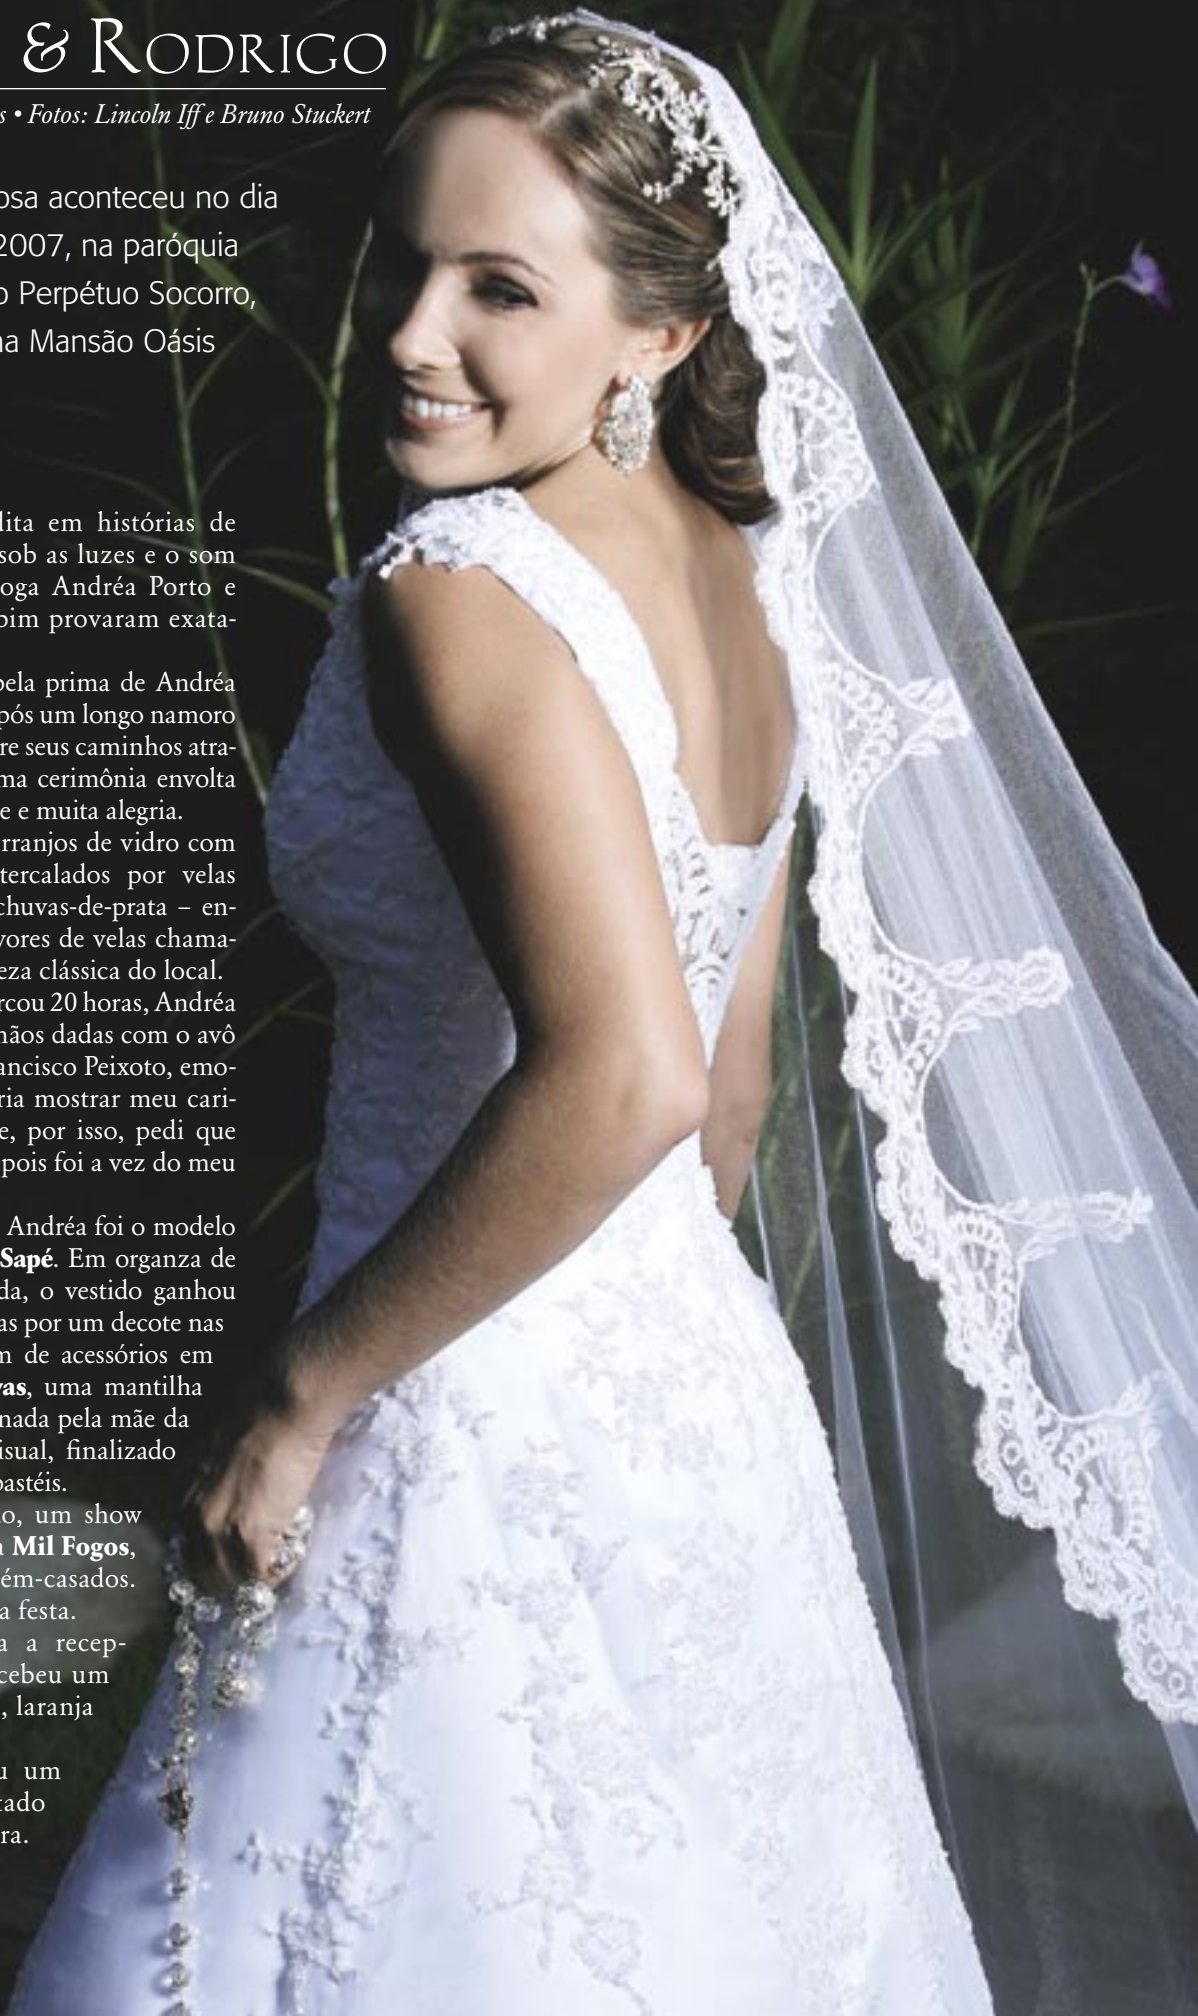 & RODRIGO
s • Fotos: Lincoln Iff e Bruno Stuckert
osa aconteceu no dia
2007, na paróquia
o Perpétuo Socorro,
na Mansão Oásis
dita em histórias de
sob as luzes e o som
oga Andréa Porto e
bim provaram exata-
pela prima de Andréa
pós um longo namoro
re seus caminhos atra-
ma cerimônia envolta
e e muita alegria.
rranjos de vidro com
tercalados por velas
chuvas-de-prata – en-
vores de velas chama-
eza clássica do local.
rcou 20 horas, Andréa
nãos dadas com o avô
ancisco Peixoto, emo-
ria mostrar meu cari-
e, por isso, pedi que
pois foi a vez do meu
Andréa foi o modelo
Sapé. Em organza de
da, o vestido ganhou
as por um decote nas
m de acessórios em
vas, uma mantilha
nada pela mãe da
isual, finalizado
pastéis.
o, um show
a Mil Fogos,
ém-casados.
a festa.
a a recep-
cebeu um
, laranja
u um
tado
ra.